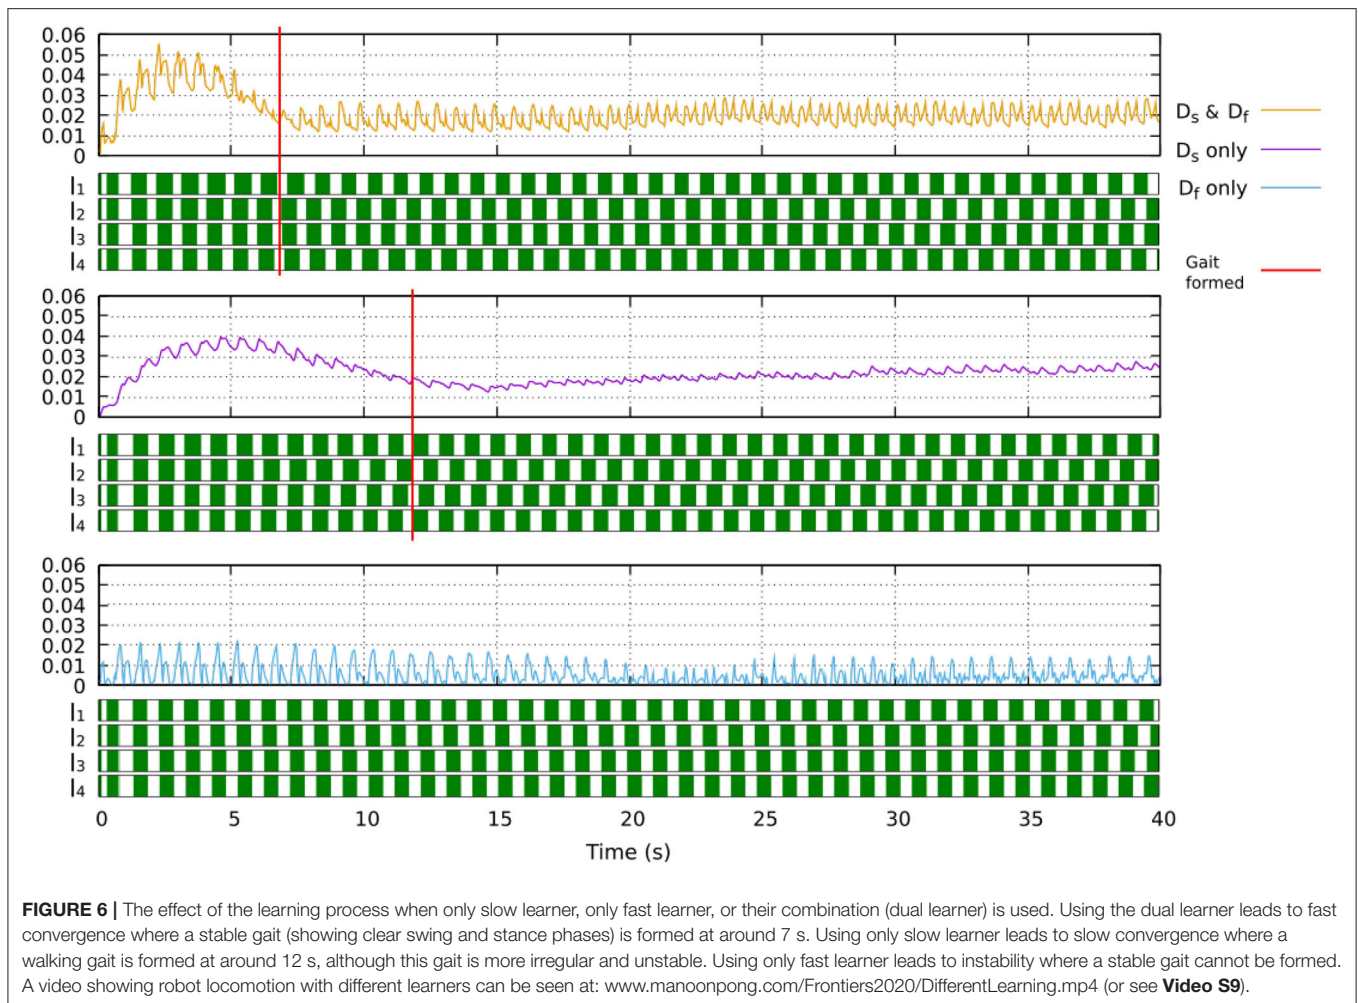 0.06
0.05
0.04
0.03
0.02
0.01
0
Dₛ & D_f
Dₛ only
D_f only
Gait
formed
l₁
l₂
l₃
l₄
0.06
0.05
0.04
0.03
0.02
0.01
0
l₁
l₂
l₃
l₄
0.06
0.05
0.04
0.03
0.02
0.01
0
l₁
l₂
l₃
l₄
0 5 10 15 20 25 30 35 40
Time (s)
FIGURE 6 | The effect of the learning process when only slow learner, only fast learner, or their combination (dual learner) is used. Using the dual learner leads to fast
convergence where a stable gait (showing clear swing and stance phases) is formed at around 7 s. Using only slow learner leads to slow convergence where a
walking gait is formed at around 12 s, although this gait is more irregular and unstable. Using only fast learner leads to instability where a stable gait cannot be formed.
A video showing robot locomotion with different learners can be seen at: www.manoonpong.com/Frontiers2020/DifferentLearning.mp4 (or see Video S9).